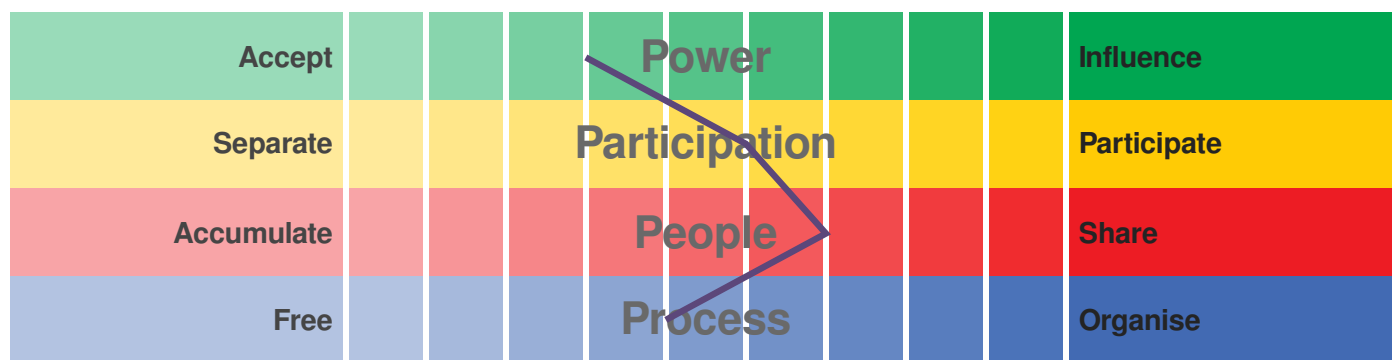 Accept Power Influence
Separate Participation Participate
Accumulate People Share
Free Process Organise